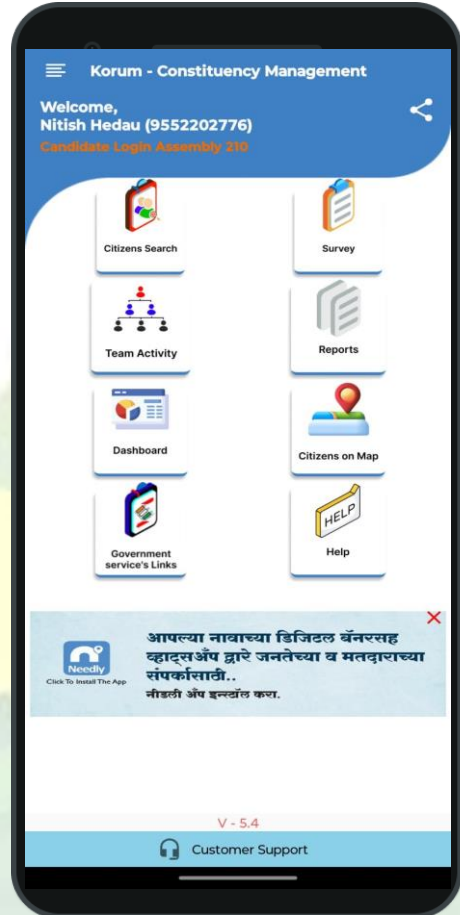 Korum - Constituency Management
Welcome,
Nitish Hedau (9552202776)
Candidate Login Assembly 210
Citizens Search
Survey
Team Activity
Reports
Dashboard
Citizens on Map
Government
service's Links
HELP
Help
आपल्या नावाच्या डिजिटल बॅनरसह
व्हाट्सअँप द्वारे जनतेच्या व मतदाराच्या
संपर्कासाठी..
नीडली अँप इन्स्टॉल करा.
Needly
Click To Install The App
V - 5.4
Customer Support